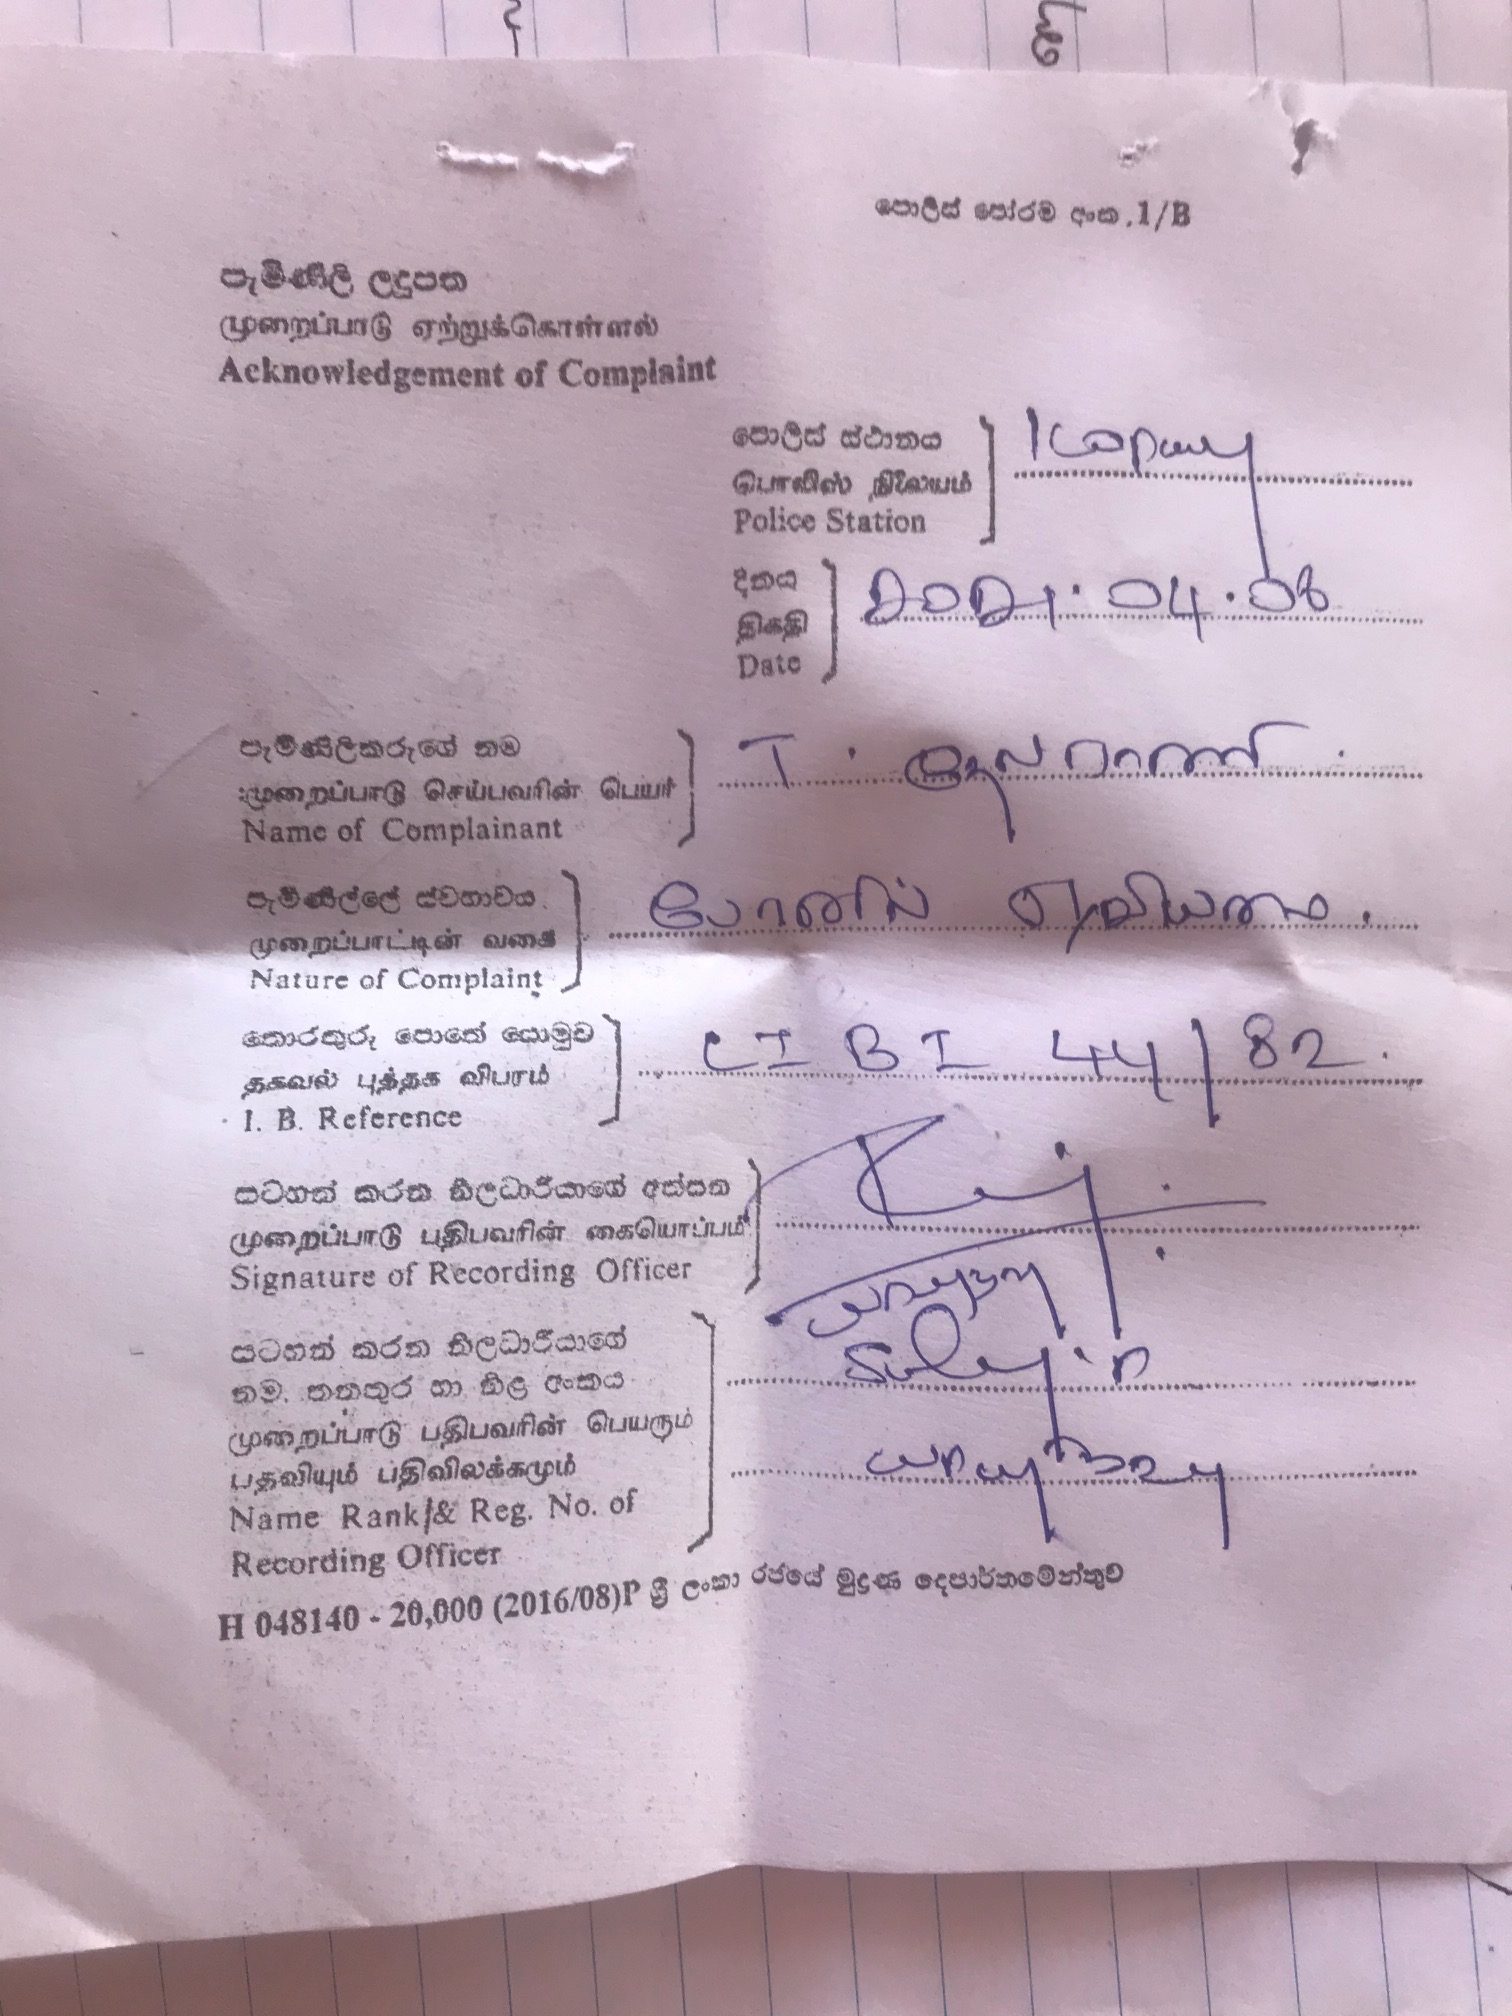 පොලිස් පෝරම අංක.1/B
පැමිණිලි ලදුපත
முறைப்பாடு ஏற்றுக்கொள்ளல்
Acknowledgement of Complaint
පොලිස් ස්ථානය
பொலிஸ் நிலையம்
Police Station
Kopay
දිනය
திகதி
Date
2021.04.08
පැමිණිලිකරුගේ නම
முறைப்பாடு செய்பவரின் பெயர்
Name of Complainant
T.
පැමිණිල්ලේ ස්වභාවය
முறைப்பாட்டின் வகை
Nature of Complaint
තොරතුරු පොතේ යොමුව
தகவல் புத்தக விபரம்
I. B. Reference
CIBI 44/82.
සටහන් කරන නිලධාරියාගේ අත්සන
முறைப்பாடு பதிபவரின் கையொப்பம்
Signature of Recording Officer
සටහන් කරන නිලධාරියාගේ
නම, තනතුර හා නිළ අංකය
முறைப்பாடு பதிபவரின் பெயரும்
பதவியும் பதிவிலக்கமும்
Name Rank/& Reg. No. of
Recording Officer
H 048140 - 20,000 (2016/08)P ශ්‍රී ලංකා රජයේ මුද්‍රණ දෙපාර්තමේන්තුව